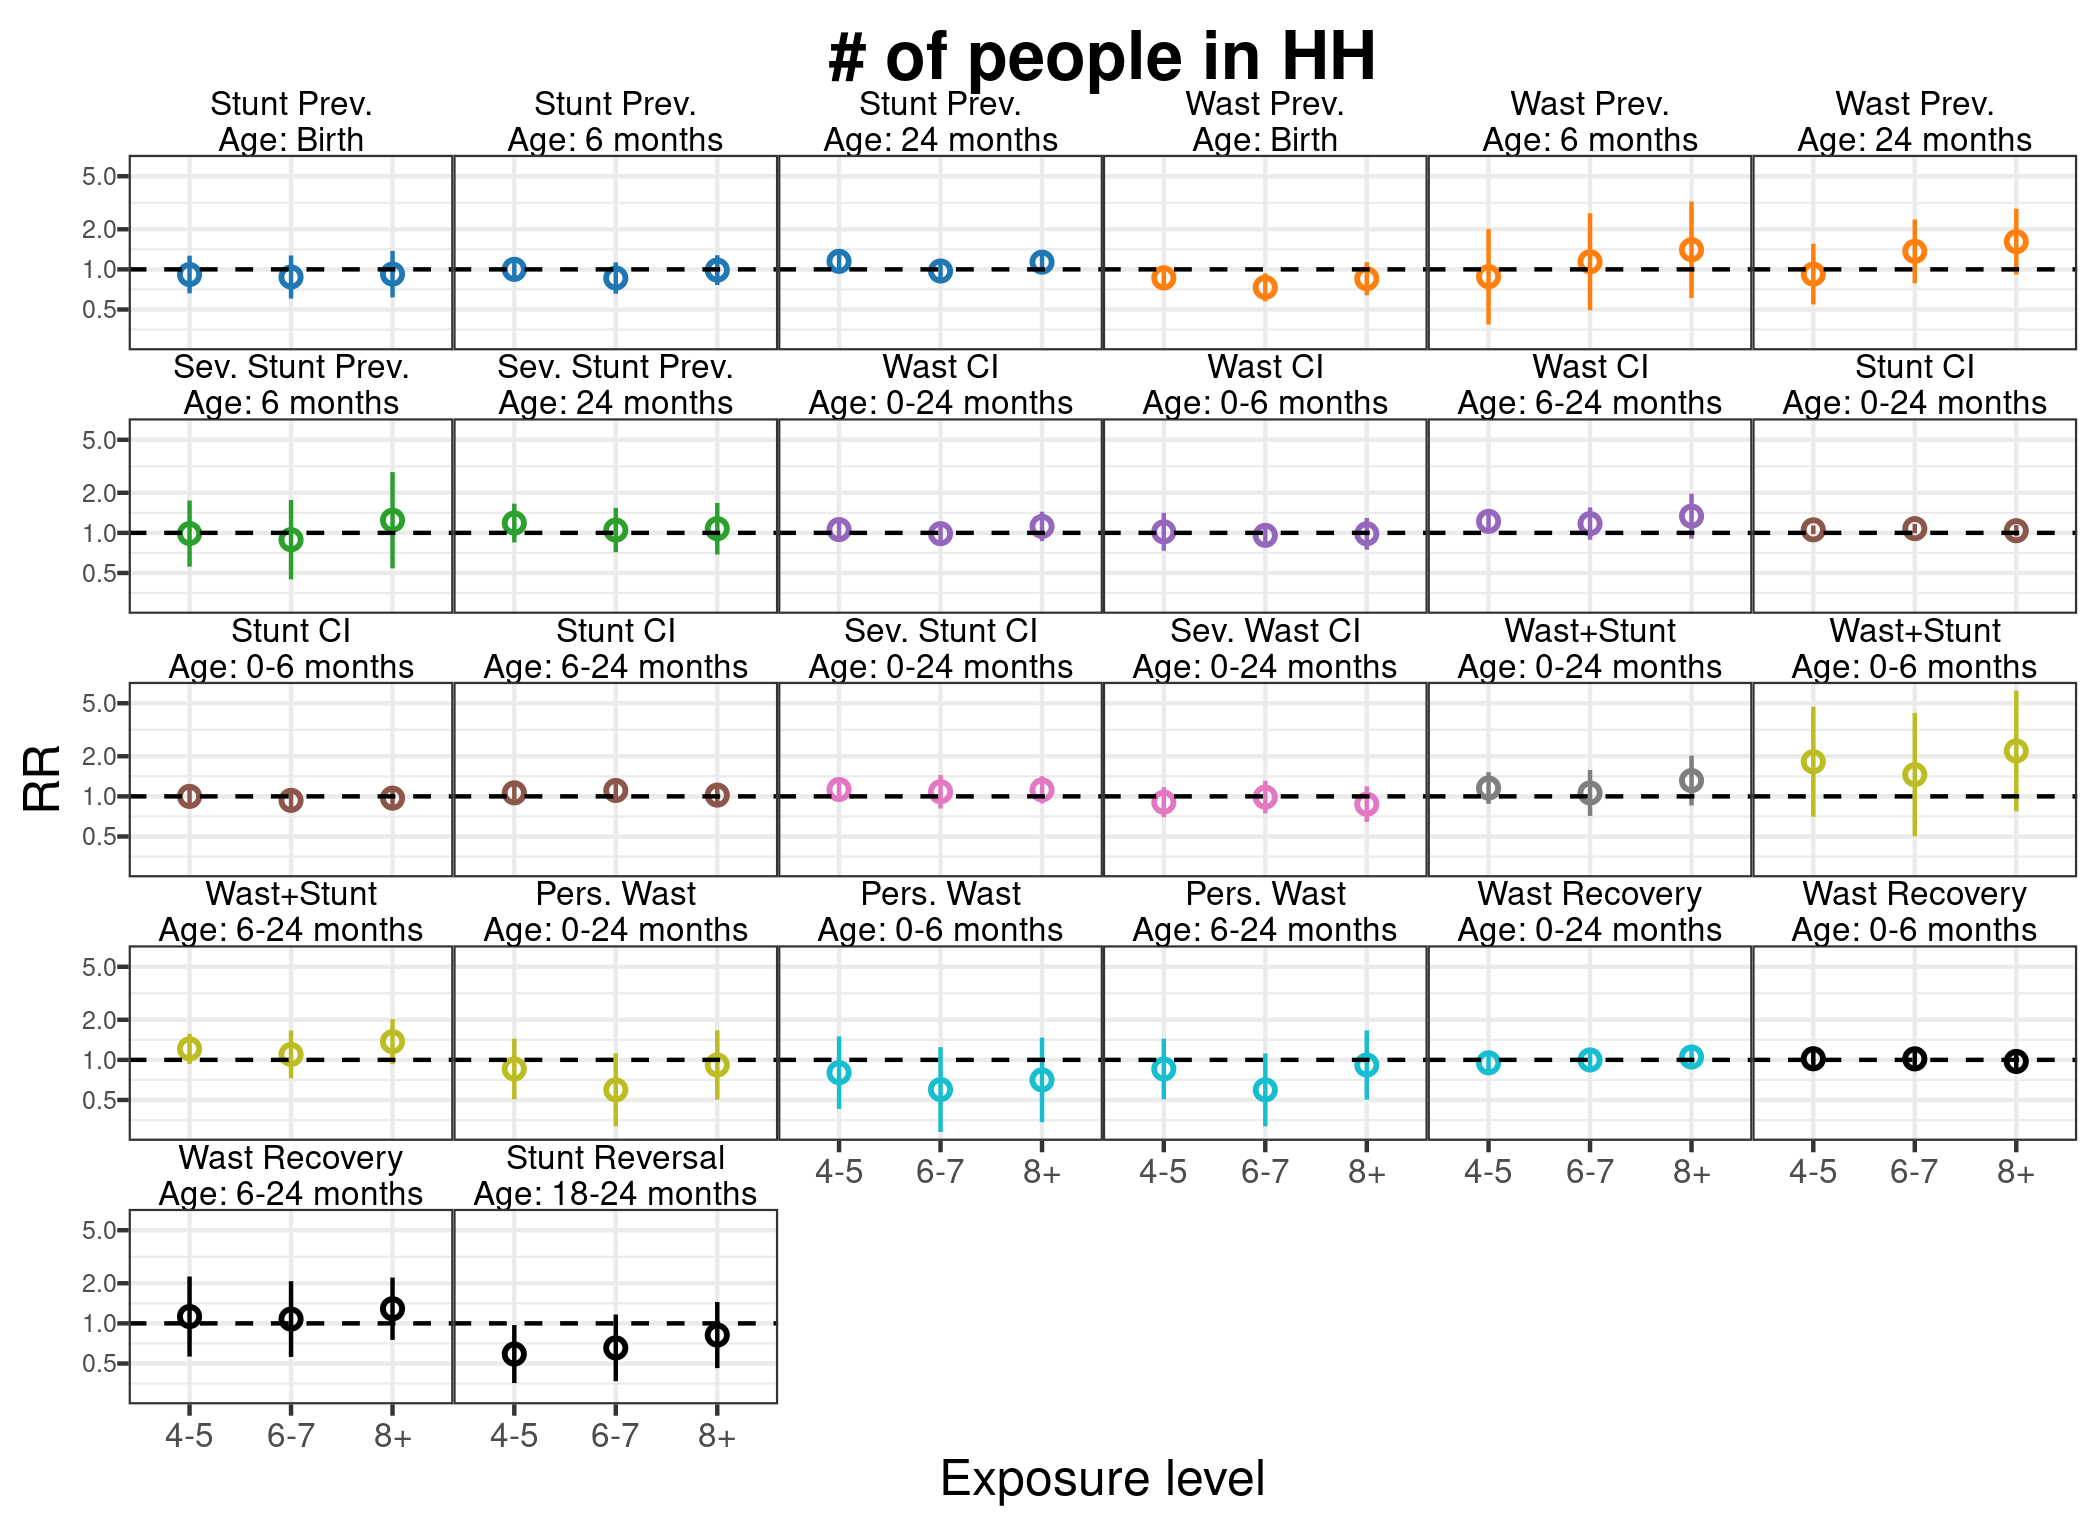 # of people in HH
Stunt Prev.
Age: Birth
Stunt Prev.
Age: 6 months
Stunt Prev.
Age: 24 months
Wast Prev.
Age: Birth
Wast Prev.
Age: 6 months
Wast Prev.
Age: 24 months
5.0
2.0
1.0
0.5
Sev. Stunt Prev.
Age: 6 months
Sev. Stunt Prev.
Age: 24 months
Wast CI
Age: 0-24 months
Wast CI
Age: 0-6 months
Wast CI
Age: 6-24 months
Stunt CI
Age: 0-24 months
5.0
2.0
1.0
0.5
Stunt CI
Age: 0-6 months
Stunt CI
Age: 6-24 months
Sev. Stunt CI
Age: 0-24 months
Sev. Wast CI
Age: 0-24 months
Wast+Stunt
Age: 0-24 months
Wast+Stunt
Age: 0-6 months
5.0
2.0
1.0
0.5
RR
Wast+Stunt
Age: 6-24 months
Pers. Wast
Age: 0-24 months
Pers. Wast
Age: 0-6 months
Pers. Wast
Age: 6-24 months
Wast Recovery
Age: 0-24 months
Wast Recovery
Age: 0-6 months
5.0
2.0
1.0
0.5
4-5 6-7 8+
4-5 6-7 8+
4-5 6-7 8+
4-5 6-7 8+
Wast Recovery
Age: 6-24 months
Stunt Reversal
Age: 18-24 months
5.0
2.0
1.0
0.5
4-5 6-7 8+
4-5 6-7 8+
Exposure level